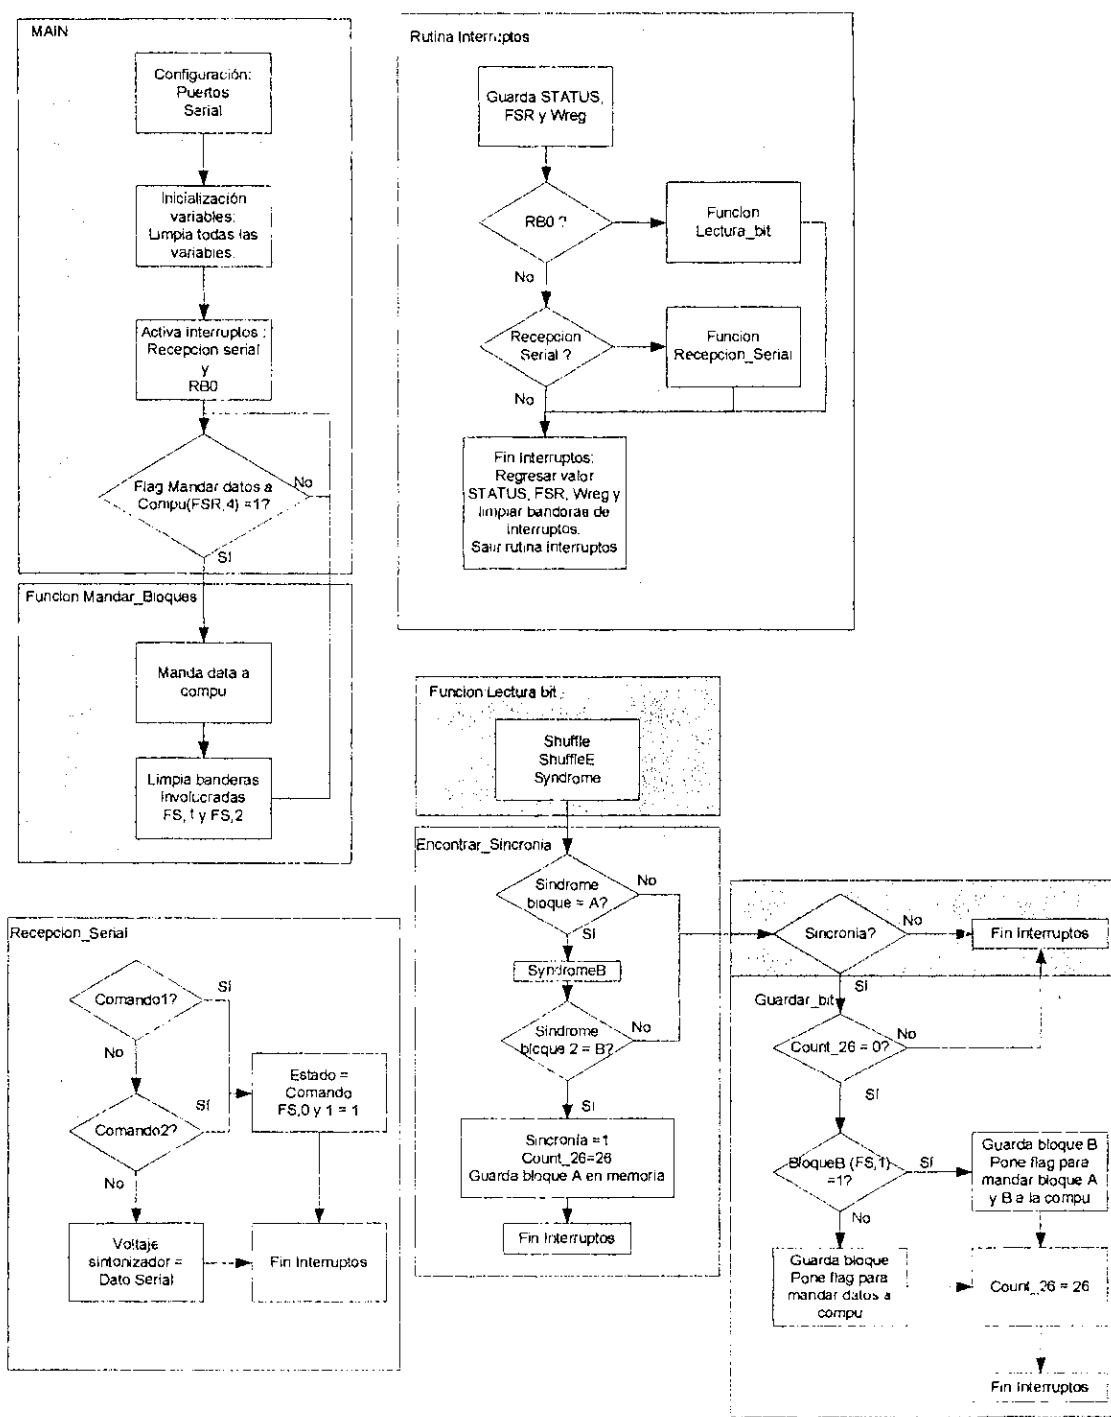 MAIN
Configuración:
Puertos
Serial
Inicialización
variables:
Limpia todas las
variables.
Activa interruptos :
Recepcion serial
y
RB0
Flag Mandar datos a
Compu(FSR,4) =1?
No
Sí
Funcion Mandar_Bloques
Manda data a
compu
Limpia banderas
Involucradas
FS,1 y FS,2
Rutina Interruptos
Guarda STATUS,
FSR y Wreg
RB0 ?
Funcion
Lectura_bit
No
Recepcion
Serial ?
Funcion
Recepcion_Serial
No
Fin Interruptos:
Regresar valor
STATUS, FSR, Wreg y
limpiar banderas de
interruptos.
Salir rutina interruptos
Funcion Lectura bit
Shuffle
ShuffleE
Syndrome
Encontrar_Sincronia
Sindrome
bloque = A?
No
Sí
SyndromeB
Sindrome
bloque 2 = B?
No
Sí
Sincronía =1
Count_26=26
Guarda bloque A en memoria
Fin Interruptos
Recepcion_Serial
Comando1?
Sí
No
Comando2?
Sí
No
Estado =
Comando
FS,0 y 1 = 1
Voltaje
sintonizador =
Dato Serial
Fin Interruptos
Sincronia?
No
Fin Interruptos
Sí
Guardar_bit
Count_26 = 0?
No
Sí
BloqueB (FS,1)
=1?
Sí
No
Guarda bloque B
Pone flag para
mandar bloque A
y B a la compu
Guarda bloque
Pone flag para
mandar datos a
compu
Count_26 = 26
Fin Interruptos